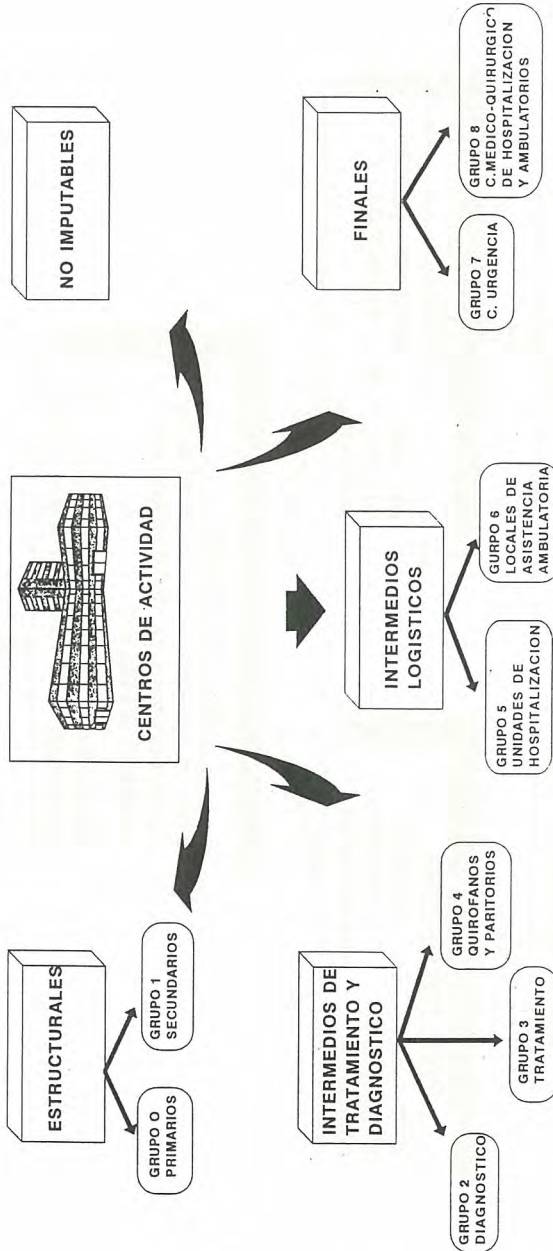 CENTROS DE ACTIVIDAD
ESTRUCTURALES
GRUPO O
PRIMARIOS
GRUPO 1
SECUNDARIOS
NO IMPUTABLES
INTERMEDIOS DE
TRATAMIENTO Y
DIAGNOSTICO
GRUPO 2
DIAGNOSTICO
GRUPO 3
TRATAMIENTO
GRUPO 4
QUIROFANOS
Y PARITORIOS
INTERMEDIOS
LOGISTICOS
GRUPO 5
UNIDADES DE
HOSPITALIZACION
GURPO 6
LOCALES DE
ASISTENCIA
AMBULATORIA
FINALES
GRUPO 7
C. URGENCIA
GRUPO 8
C.MEDICO-QUIRURGICO
DE HOSPITALIZACION
Y AMBULATORIOS